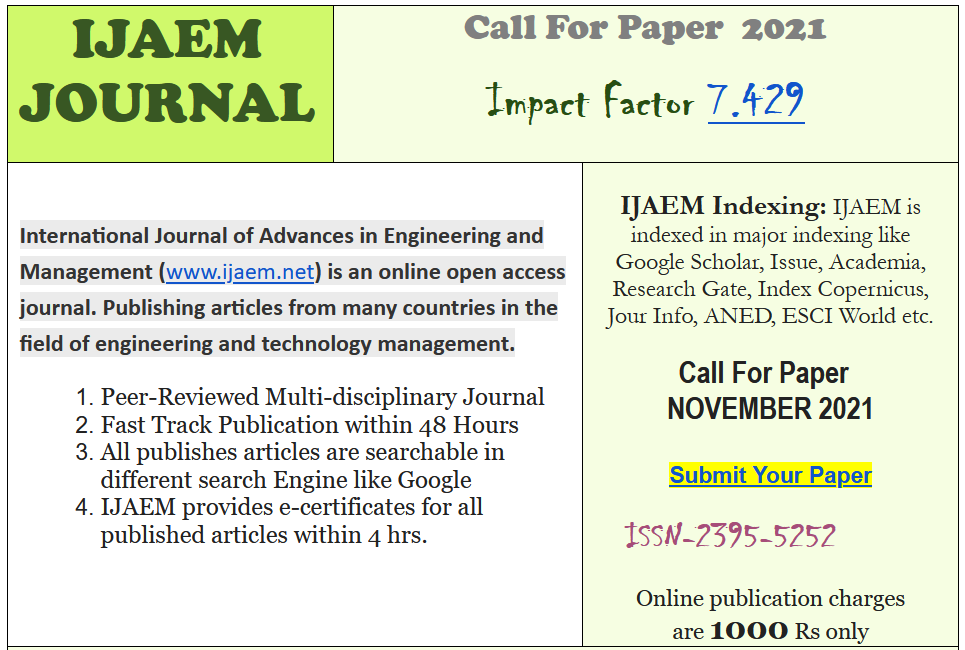 IJAEM
JOURNAL
Call For Paper 2021
Impact Factor 7.429
International Journal of Advances in Engineering and
Management (www.ijaem.net) is an online open access
journal. Publishing articles from many countries in the
field of engineering and technology management.
1. Peer-Reviewed Multi-disciplinary Journal
2. Fast Track Publication within 48 Hours
3. All publishes articles are searchable in
different search Engine like Google
4. IJAEM provides e-certificates for all
published articles within 4 hrs.
IJAEM Indexing: IJAEM is
indexed in major indexing like
Google Scholar, Issue, Academia,
Research Gate, Index Copernicus,
Jour Info, ANED, ESCI World etc.
Call For Paper
NOVEMBER 2021
Submit Your Paper
ISSN-2395-5252
Online publication charges
are 1000 Rs only